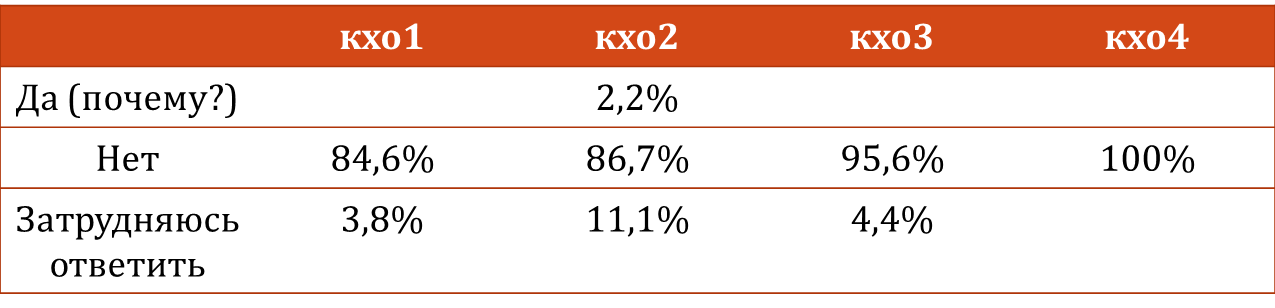 кхо1 кхо2 кхо3 кхо4
Да (почему?) 2,2%
Нет 84,6% 86,7% 95,6% 100%
Затрудняюсь 3,8% 11,1% 4,4%
ответить